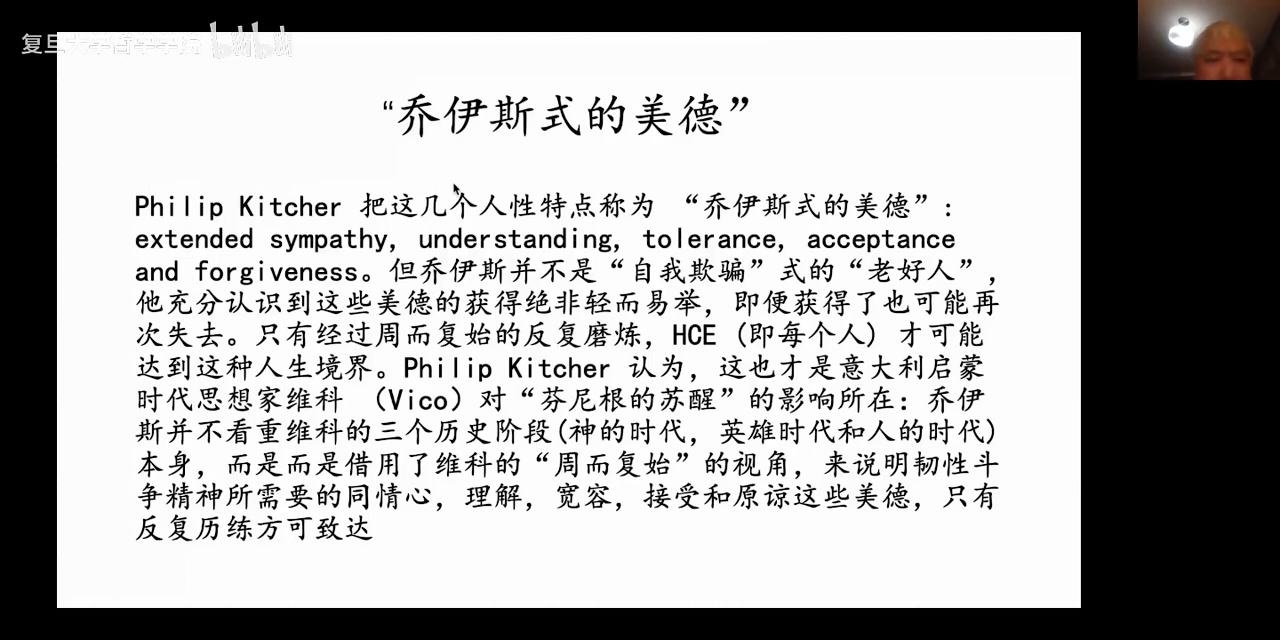 复旦大学哲学学院 bilibili
“乔伊斯式的美德”
Philip Kitcher 把这几个人性特点称为 “乔伊斯式的美德”:
extended sympathy, understanding, tolerance, acceptance
and forgiveness。但乔伊斯并不是“自我欺骗”式的“老好人”,
他充分认识到这些美德的获得绝非轻而易举, 即便获得了也可能再
次失去。只有经过周而复始的反复磨炼, HCE (即每个人) 才可能
达到这种人生境界。Philip Kitcher 认为, 这也才是意大利启蒙
时代思想家维科 （Vico）对“芬尼根的苏醒”的影响所在: 乔伊
斯并不看重维科的三个历史阶段(神的时代, 英雄时代和人的时代)
本身, 而是而是借用了维科的“周而复始”的视角, 来说明韧性斗
争精神所需要的同情心, 理解, 宽容, 接受和原谅这些美德, 只有
反复历练方可致达